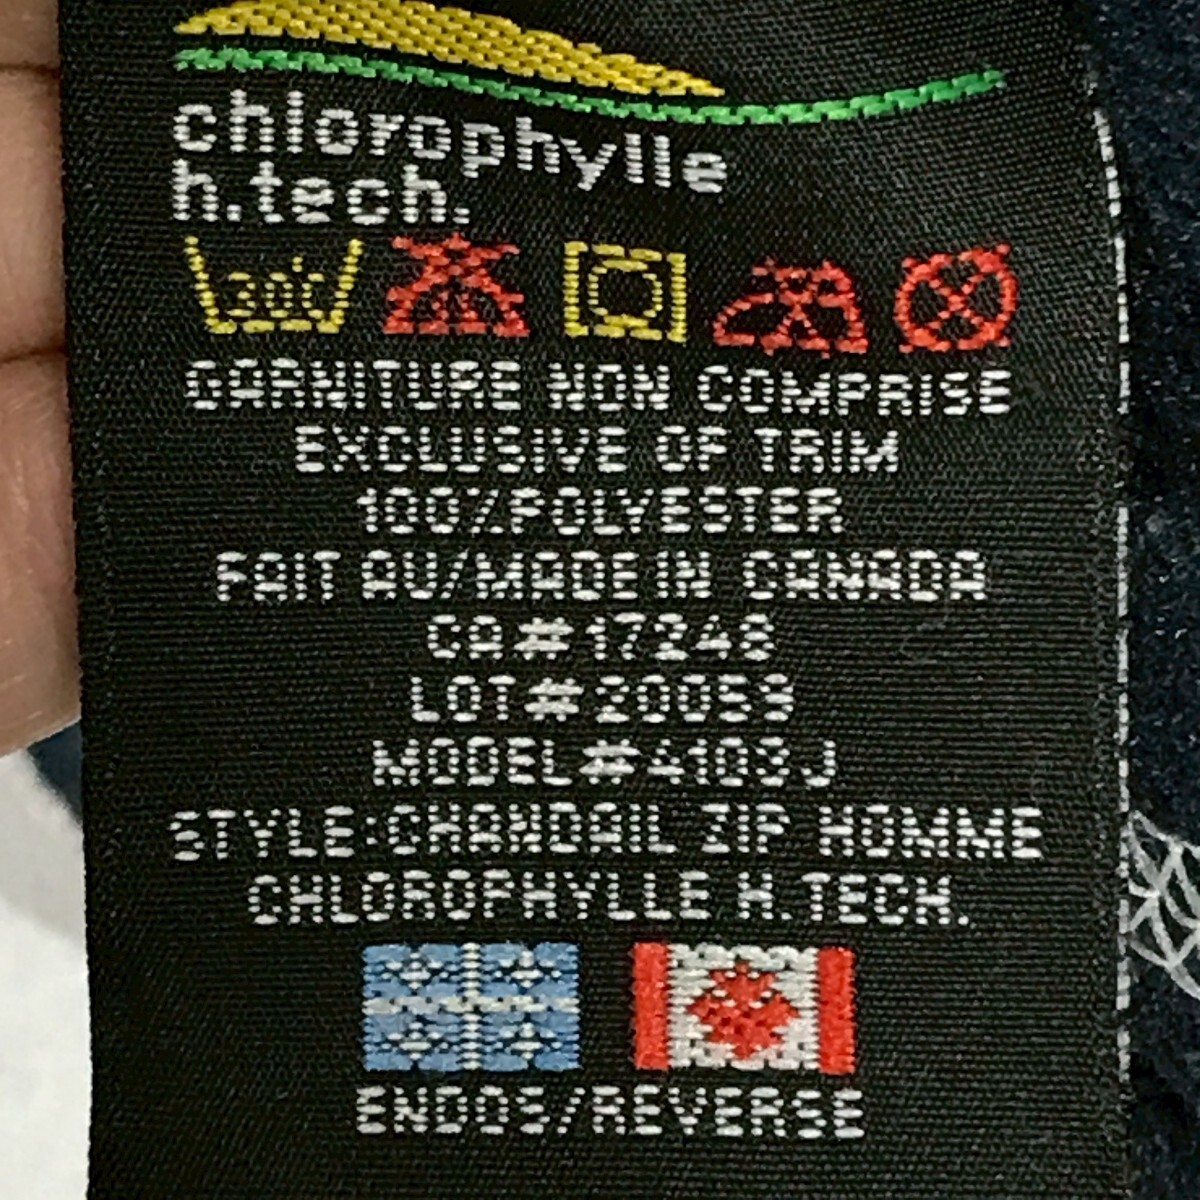 chlorophylle
h.tech.
30c
GARNITURE NON COMPRISE
EXCLUSIVE OF TRIM
100%POLYESTER
FAIT AU/MADE IN CANADA
CA#17248
LOT#20059
MODEL#4103J
STYLE:CHANDAIL ZIP HOMME
CHLOROPHYLLE H.TECH.
ENDOS/REVERSE